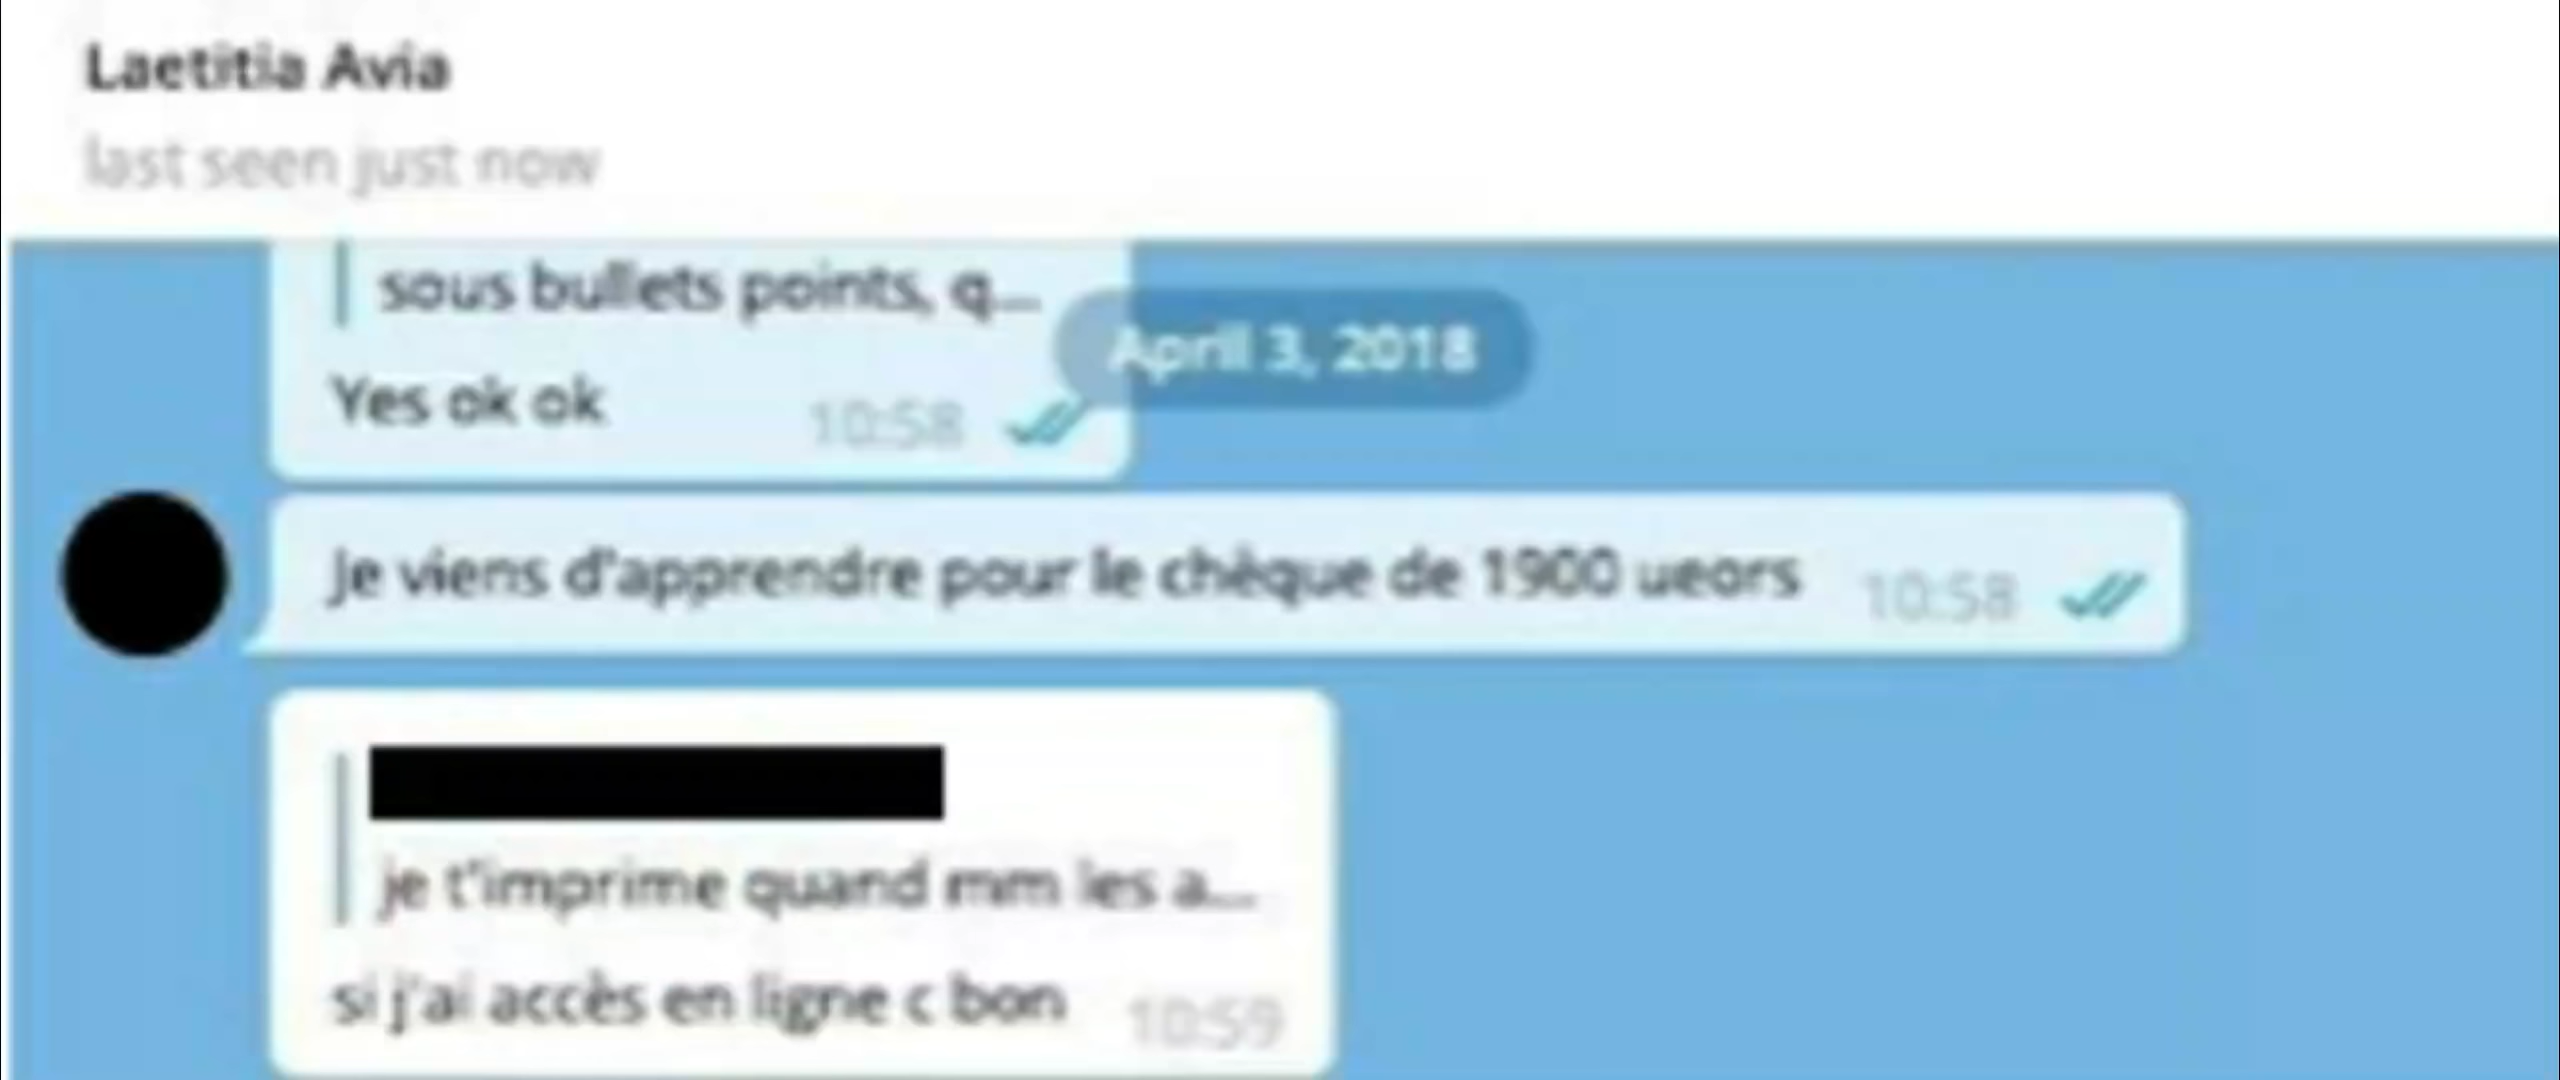 Laetitia Avia
last seen just now
sous bullets points, q...
April 3, 2018
Yes ok ok
10:58
Je viens d'apprendre pour le chèque de 1900 ueors
10:58
je t'imprime quand mm les a...
si j'ai accès en ligne c bon
10:59